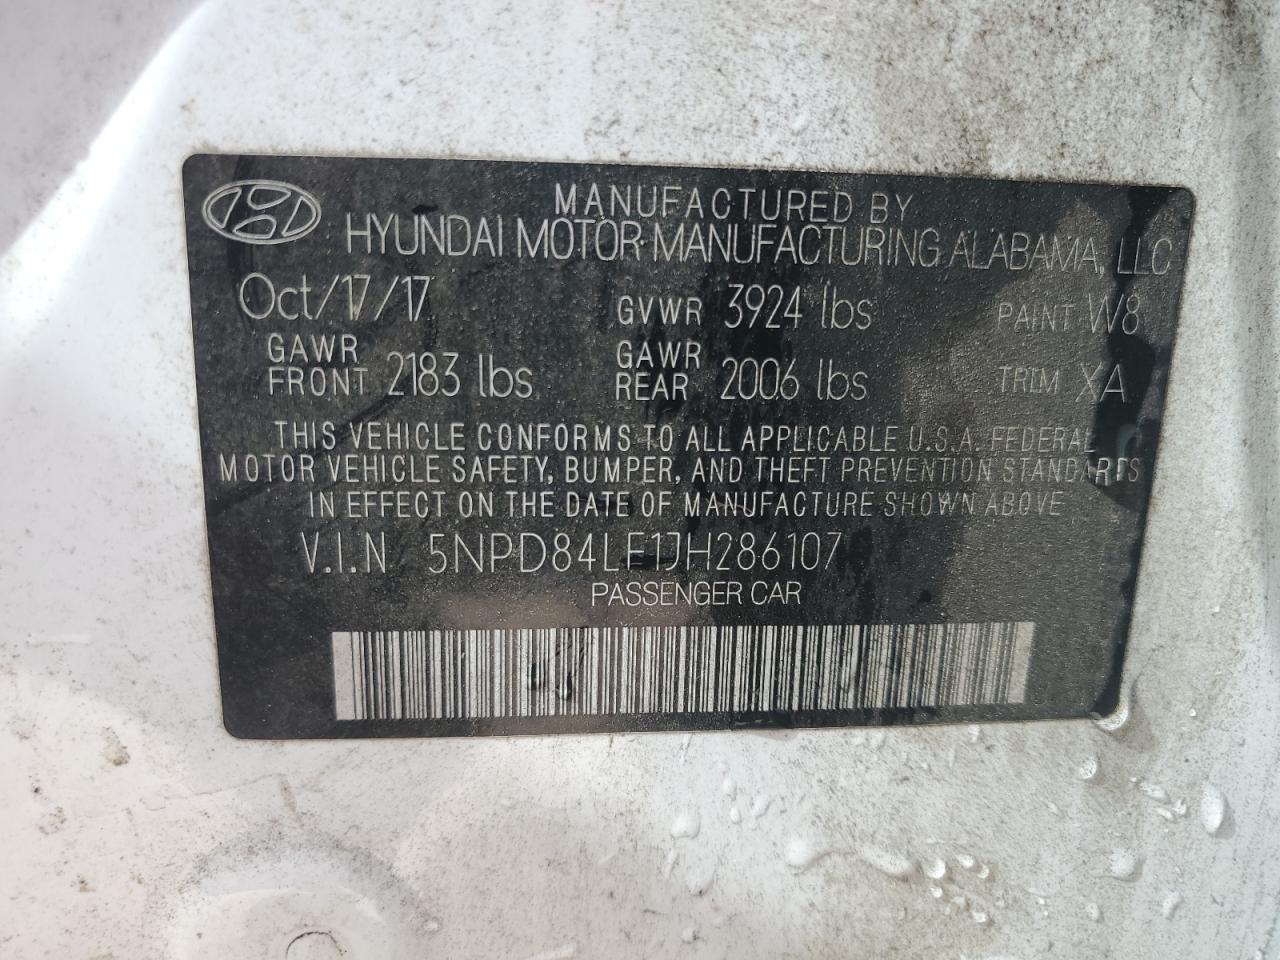 MANUFACTURED BY
HYUNDAI MOTOR MANUFACTURING ALABAMA, LLC
Oct/17/17 GVWR 3924 lbs PAINT W8
GAWR FRONT 2183 lbs GAWR REAR 2006 lbs TRIM XA
THIS VEHICLE CONFORMS TO ALL APPLICABLE U.S.A. FEDERAL
MOTOR VEHICLE SAFETY, BUMPER, AND THEFT PREVENTION STANDARDS
IN EFFECT ON THE DATE OF MANUFACTURE SHOWN ABOVE
V.I.N 5NPD84LF1JH286107
PASSENGER CAR